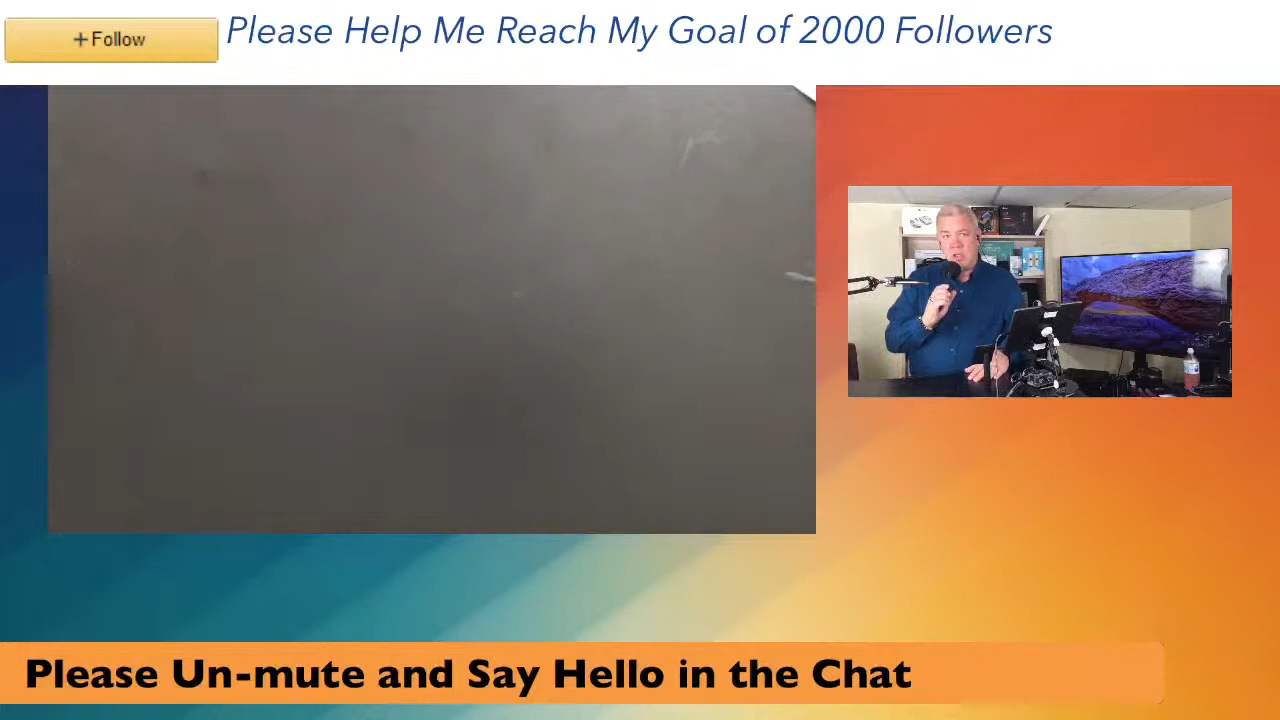 +Follow
Please Help Me Reach My Goal of 2000 Followers
Please Un-mute and Say Hello in the Chat